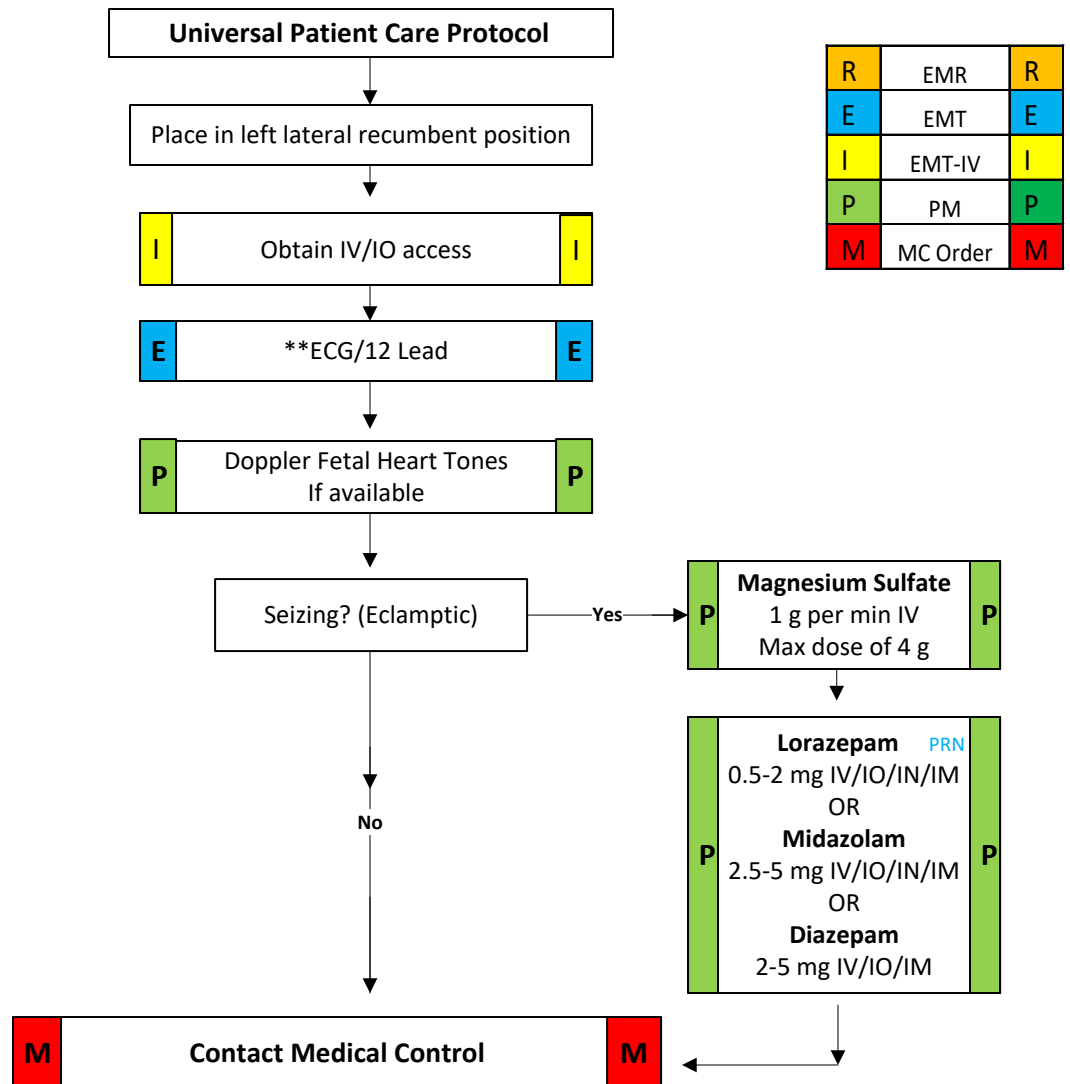 Universal Patient Care Protocol
R EMR R
E EMT E
I EMT-IV I
P PM P
M MC Order M
Place in left lateral recumbent position
I Obtain IV/IO access I
E **ECG/12 Lead E
P Doppler Fetal Heart Tones P
If available
Seizing? (Eclamptic)
Yes
P Magnesium Sulfate P
1 g per min IV
Max dose of 4 g
Lorazepam PRN
0.5-2 mg IV/IO/IN/IM
OR
Midazolam
P 2.5-5 mg IV/IO/IN/IM P
OR
Diazepam
2-5 mg IV/IO/IM
No
M Contact Medical Control M